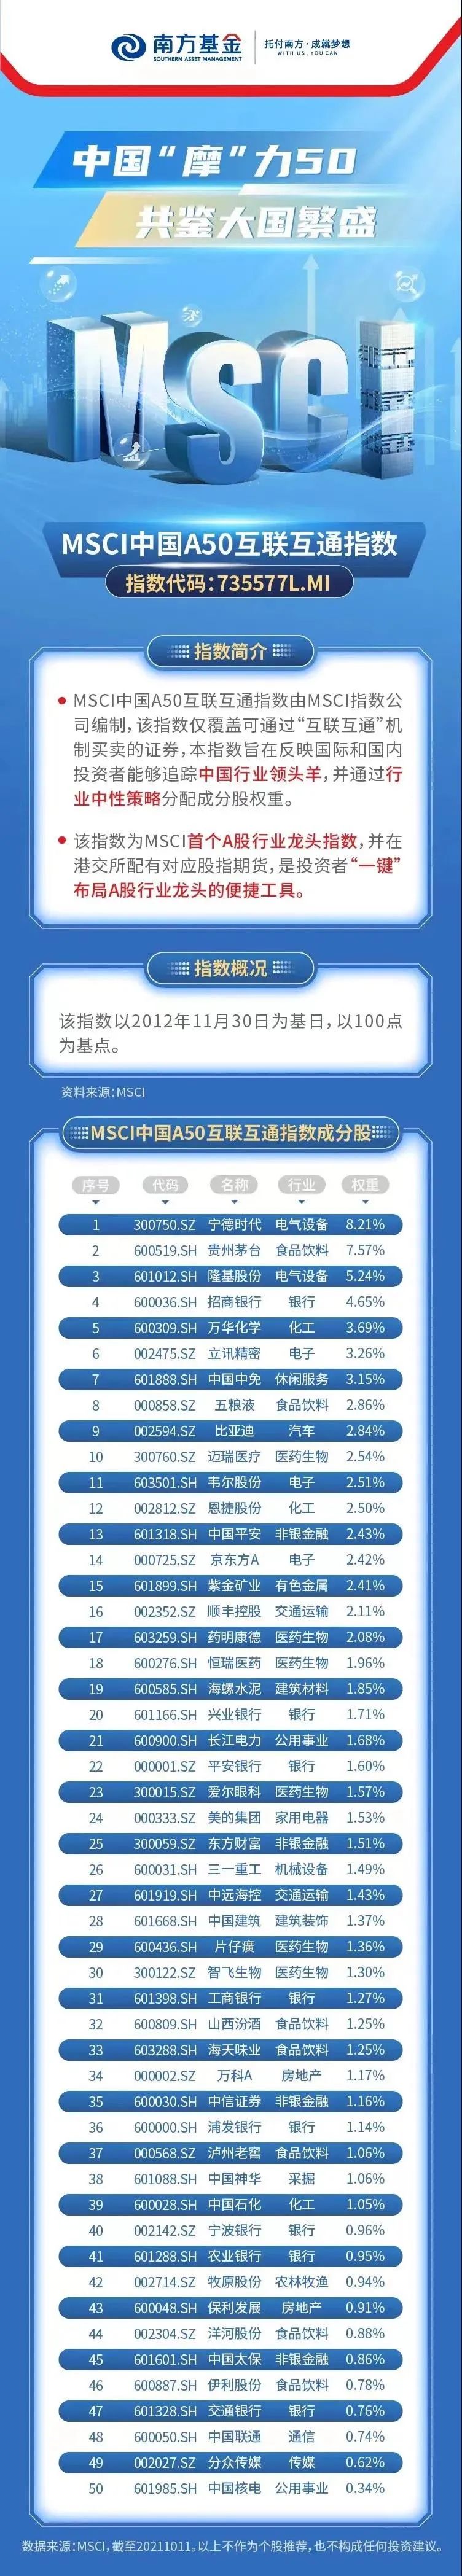 南方基金
SOUTHERN ASSET MANAGEMENT
托付南方·成就梦想
WITH US, YOU CAN
中国“摩”力50
共鉴大国繁盛
MSCI
MSCI中国A50互联互通指数
指数代码:735577L.MI
指数简介
MSCI中国A50互联互通指数由MSCI指数公
司编制,该指数仅覆盖可通过“互联互通”机
制买卖的证券,本指数旨在反映国际和国内
投资者能够追踪中国行业领头羊,并通过行
业中性策略分配成分股权重。
该指数为MSCI首个A股行业龙头指数,并在
港交所配有对应股指期货,是投资者“一键”
布局A股行业龙头的便捷工具。
指数概况
该指数以2012年11月30日为基日,以100点
为基点。
资料来源:MSCI
MSCI中国A50互联互通指数成分股
序号 代码 名称 行业 权重
1 300750.SZ 宁德时代 电气设备 8.21%
2 600519.SH 贵州茅台 食品饮料 7.57%
3 601012.SH 隆基股份 电气设备 5.24%
4 600036.SH 招商银行 银行 4.65%
5 600309.SH 万华化学 化工 3.69%
6 002475.SZ 立讯精密 电子 3.26%
7 601888.SH 中国中免 休闲服务 3.15%
8 000858.SZ 五粮液 食品饮料 2.86%
9 002594.SZ 比亚迪 汽车 2.84%
10 300760.SZ 迈瑞医疗 医药生物 2.54%
11 603501.SH 韦尔股份 电子 2.51%
12 002812.SZ 恩捷股份 化工 2.50%
13 601318.SH 中国平安 非银金融 2.43%
14 000725.SZ 京东方A 电子 2.42%
15 601899.SH 紫金矿业 有色金属 2.41%
16 002352.SZ 顺丰控股 交通运输 2.11%
17 603259.SH 药明康德 医药生物 2.08%
18 600276.SH 恒瑞医药 医药生物 1.96%
19 600585.SH 海螺水泥 建筑材料 1.85%
20 601166.SH 兴业银行 银行 1.71%
21 600900.SH 长江电力 公用事业 1.68%
22 000001.SZ 平安银行 银行 1.60%
23 300015.SZ 爱尔眼科 医药生物 1.57%
24 000333.SZ 美的集团 家用电器 1.53%
25 300059.SZ 东方财富 非银金融 1.51%
26 600031.SH 三一重工 机械设备 1.49%
27 601919.SH 中远海控 交通运输 1.43%
28 601668.SH 中国建筑 建筑装饰 1.37%
29 600436.SH 片仔癀 医药生物 1.36%
30 300122.SZ 智飞生物 医药生物 1.30%
31 601398.SH 工商银行 银行 1.27%
32 600809.SH 山西汾酒 食品饮料 1.25%
33 603288.SH 海天味业 食品饮料 1.25%
34 000002.SZ 万科A 房地产 1.17%
35 600030.SH 中信证券 非银金融 1.16%
36 600000.SH 浦发银行 银行 1.14%
37 000568.SZ 泸州老窖 食品饮料 1.06%
38 601088.SH 中国神华 采掘 1.06%
39 600028.SH 中国石化 化工 1.05%
40 002142.SZ 宁波银行 银行 0.96%
41 601288.SH 农业银行 银行 0.95%
42 002714.SZ 牧原股份 农林牧渔 0.94%
43 600048.SH 保利发展 房地产 0.91%
44 002304.SZ 洋河股份 食品饮料 0.88%
45 601601.SH 中国太保 非银金融 0.86%
46 600887.SH 伊利股份 食品饮料 0.78%
47 601328.SH 交通银行 银行 0.76%
48 600050.SH 中国联通 通信 0.74%
49 002027.SZ 分众传媒 传媒 0.62%
50 601985.SH 中国核电 公用事业 0.34%
数据来源:MSCI,截至20211011。以上不作为个股推荐,也不构成任何投资建议。